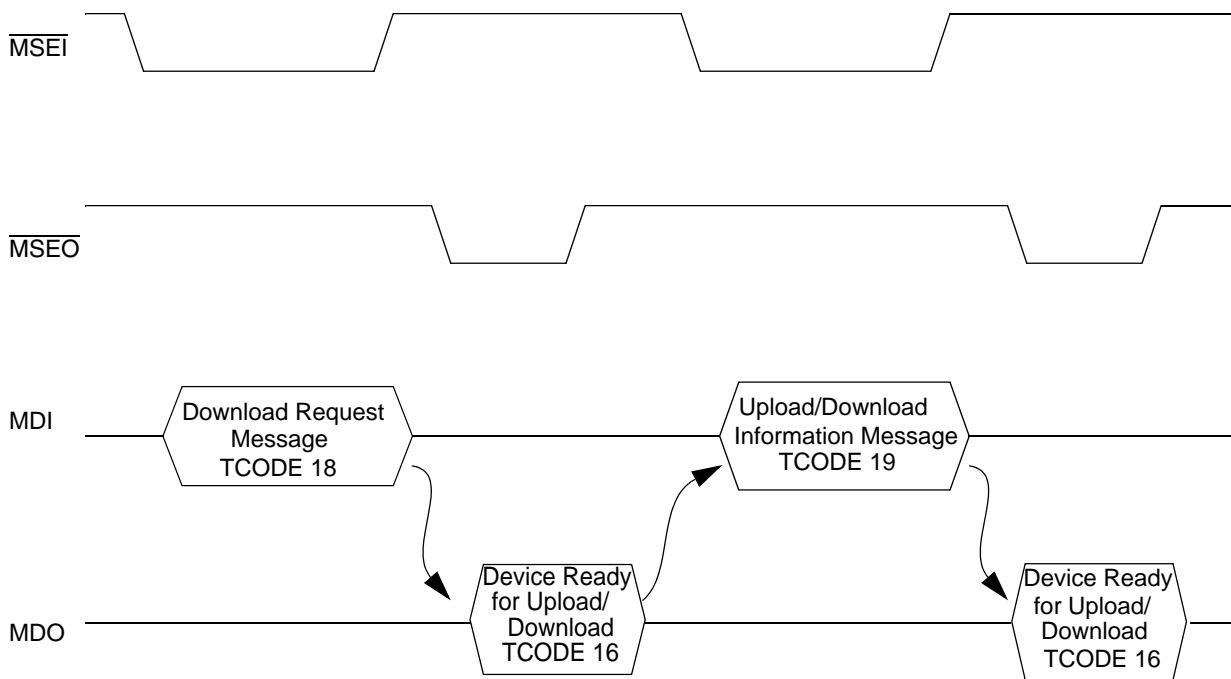 MSEI
MSEO
MDI
Download Request
Message
TCODE 18
Upload/Download
Information Message
TCODE 19
MDO
Device Ready
for Upload/
Download
TCODE 16
Device Ready
for Upload/
Download
TCODE 16